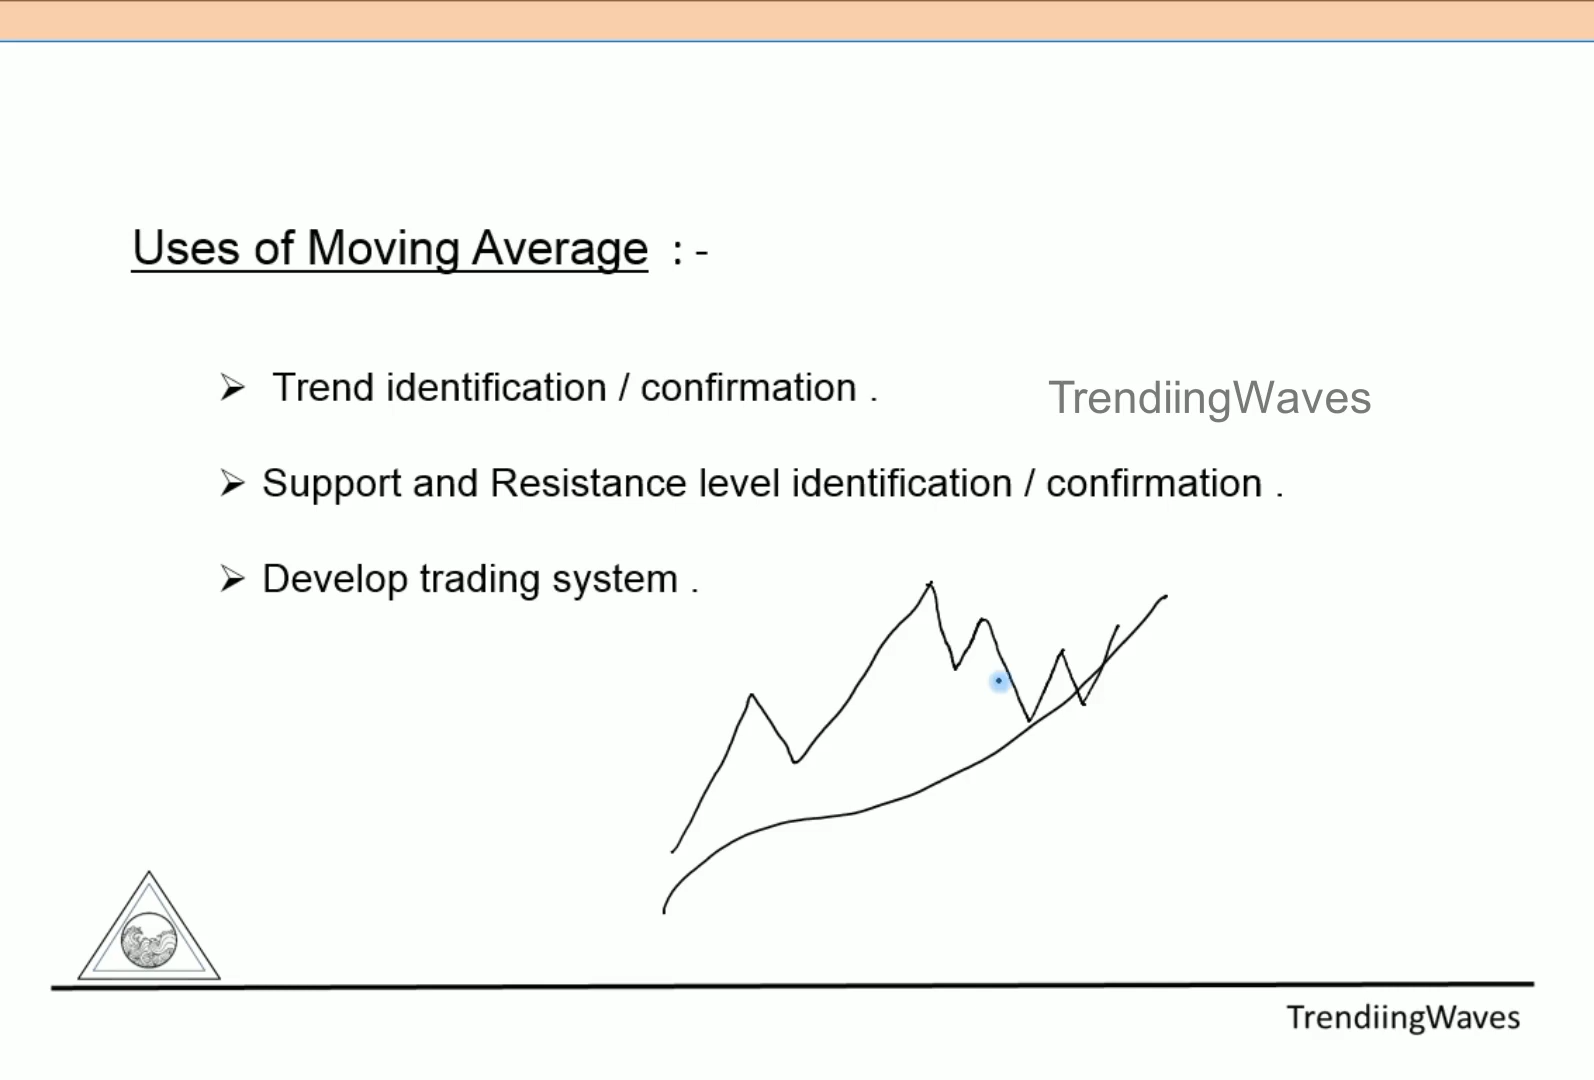 Uses of Moving Average : -
➢ Trend identification / confirmation .
TrendiingWaves
➢ Support and Resistance level identification / confirmation .
➢ Develop trading system .
TrendiingWaves